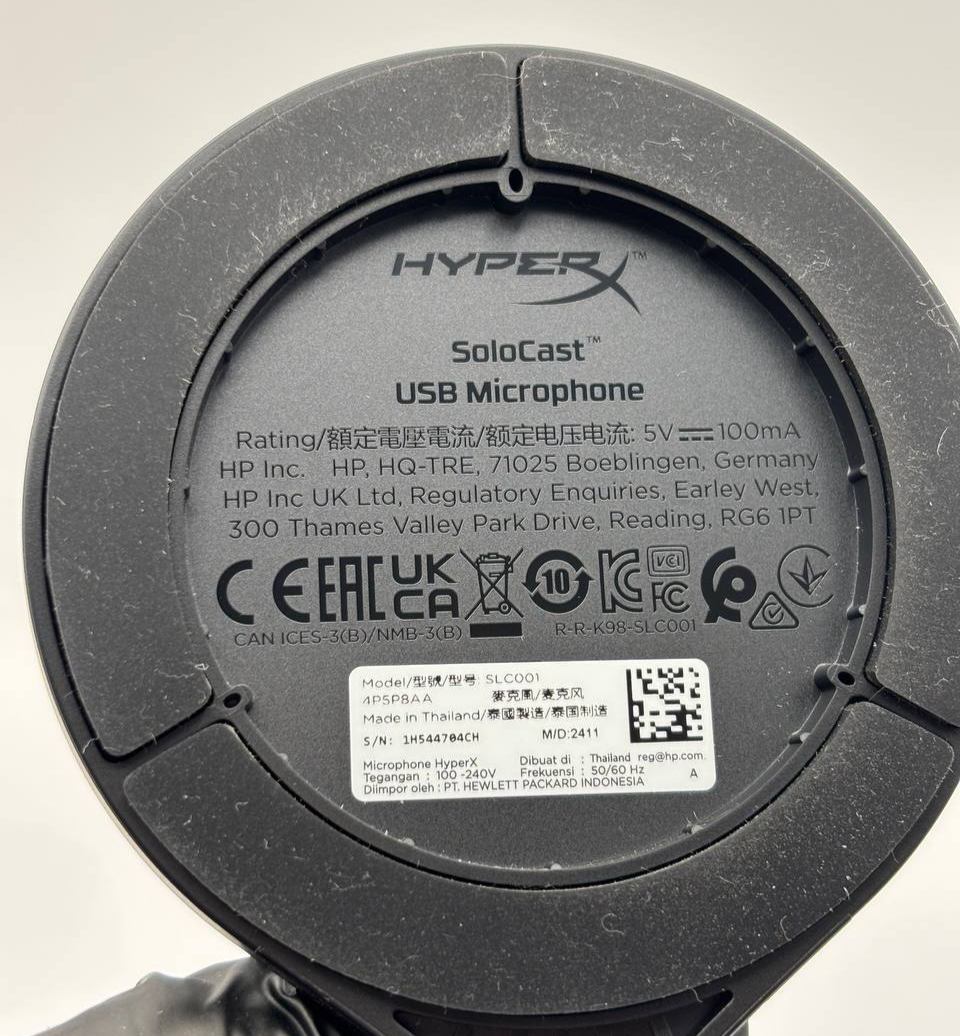 HYPERX™
SoloCast™
USB Microphone
Rating/額定電壓電流/额定电压电流: 5V⎓100mA
HP Inc. HP, HQ-TRE, 71025 Boeblingen, Germany
HP Inc UK Ltd, Regulatory Enquiries, Earley West,
300 Thames Valley Park Drive, Reading, RG6 1PT
CE EAC UKCA 10 KC VCI FC
CAN ICES-3(B)/NMB-3(B) R-R-K98-SLC001
Model/型號/型号: SLC001
4P5P8AA 麥克風/麦克风
Made in Thailand/泰國製造/泰国制造
S/N: 1H544704CH M/D:2411
Microphone HyperX Dibuat di : Thailand reg@hp.com.
Tegangan : 100 -240V Frekuensi : 50/60 Hz A
Diimpor oleh : PT. HEWLETT PACKARD INDONESIA